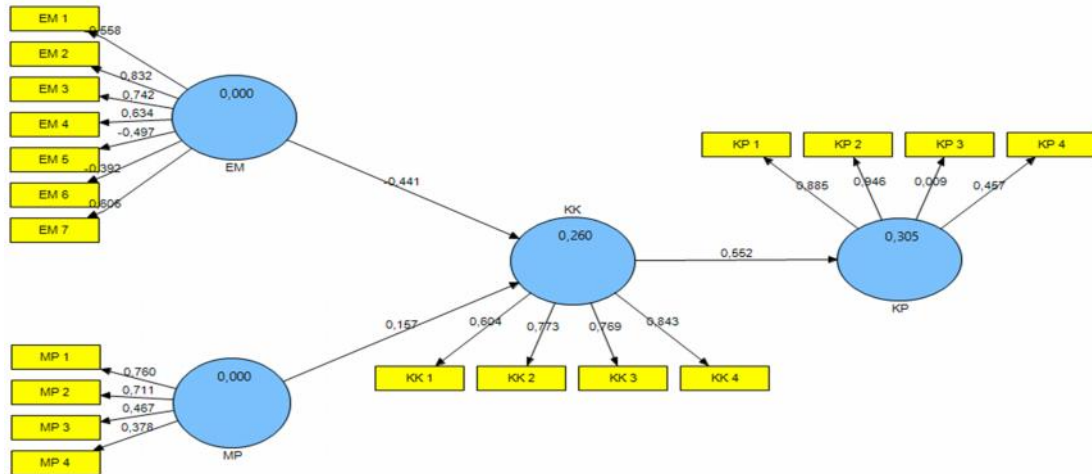 EM 1
-0,558
EM 2
0,832
EM 3
0,742
EM 4
0,634
EM 5
-0,497
EM 6
-0,392
EM 7
0,605
0,000
EM
-0,441
KP 1
KP 2
KP 3
KP 4
0,885
0,946
0,009
0,457
0,305
KP
KK
0,260
0,552
0,157
0,604
0,773
0,769
0,843
KK 1
KK 2
KK 3
KK 4
MP 1
0,760
MP 2
0,711
MP 3
0,467
MP 4
0,378
0,000
MP